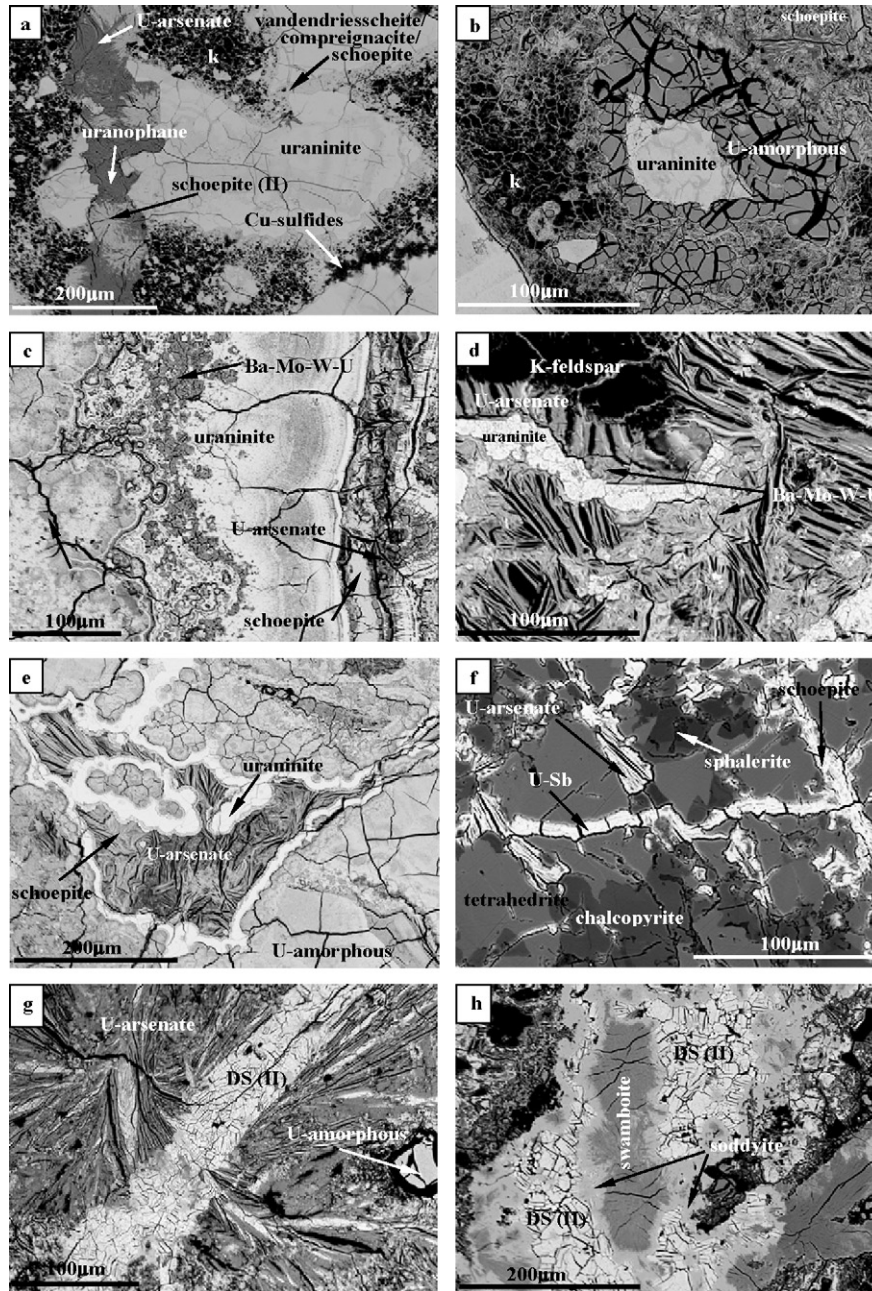 a
U-arsenate
vandendriesscheite/
compreignacite/
schoepite
k
uranophane
uraninite
schoepite (II)
Cu-sulfides
200µm
b
schoepite
uraninite
U-amorphous
k
100µm
c
Ba-Mo-W-U
uraninite
U-arsenate
schoepite
100µm
d
K-feldspar
U-arsenate
uraninite
Ba-Mo-W-U
100µm
e
uraninite
U-arsenate
schoepite
200µm
U-amorphous
f
schoepite
U-arsenate
sphalerite
U-Sb
tetrahedrite
chalcopyrite
100µm
g
U-arsenate
DS (II)
U-amorphous
100µm
h
DS (II)
swamboite
soddyite
DS (II)
200µm